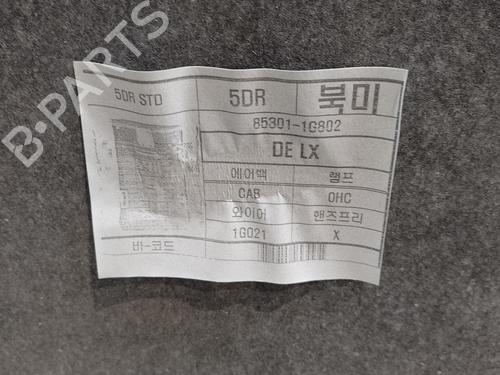 B-PARTS
5DR STD 5DR 북미
85301-1G802
DE LX
에어백 램프
CAB OHC
와이어 핸즈프리
1G021 X
바-코드